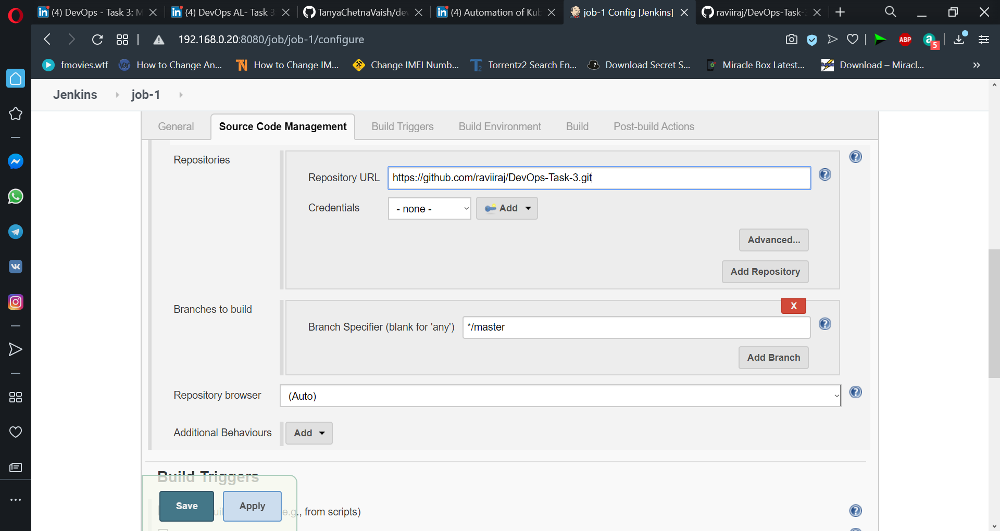 (4) DevOps - Task 3: M
(4) DevOps AL- Task 3
TanyaChetnaVaish/dev
(4) Automation of Kub
job-1 Config [Jenkins]
raviiraj/DevOps-Task-3
192.168.0.20:8080/job/job-1/configure
ABP
a
5
fmovies.wtf
How to Change An...
How to Change IM...
Change IMEI Numb...
Torrentz2 Search En...
Download Secret S...
Miracle Box Latest...
Download – Miracl...
Jenkins
job-1
General
Source Code Management
Build Triggers
Build Environment
Build
Post-build Actions
Repositories
Repository URL
https://github.com/raviiraj/DevOps-Task-3.git
Credentials
- none -
Add
Advanced...
Add Repository
Branches to build
X
Branch Specifier (blank for 'any')
*/master
Add Branch
Repository browser
(Auto)
Additional Behaviours
Add
Build Triggers
Save
Apply
e.g., from scripts)